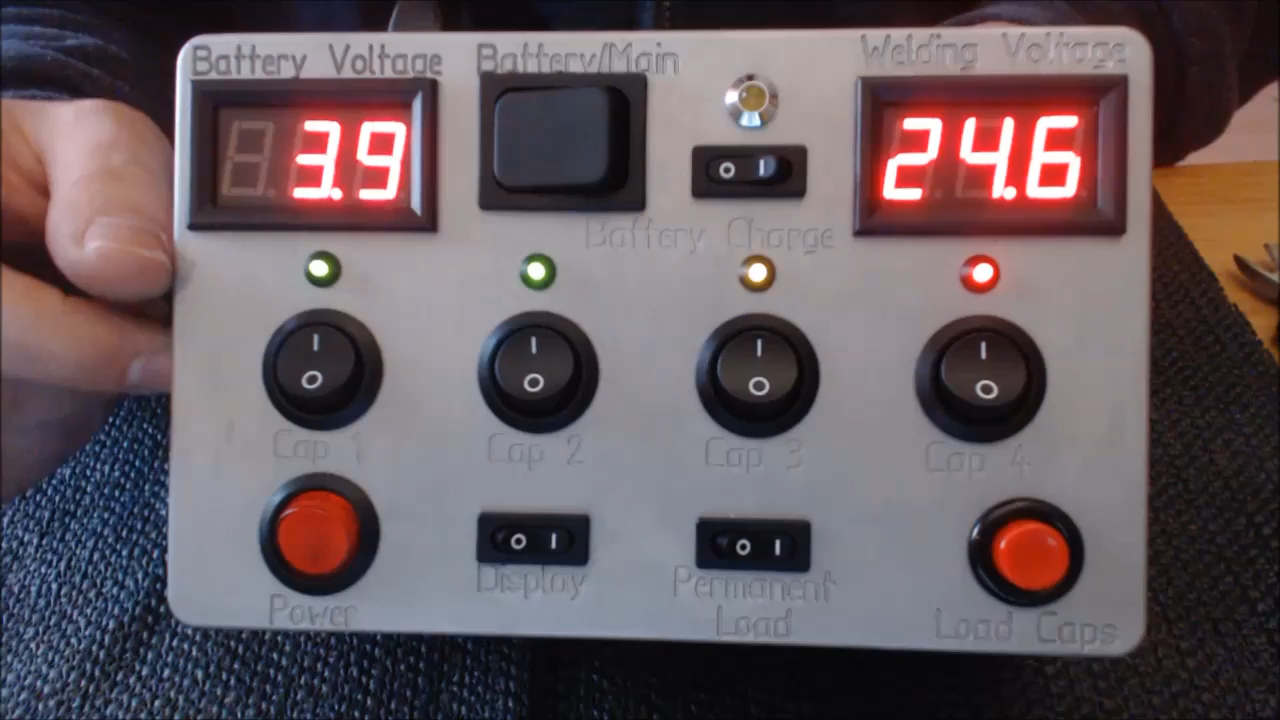 Battery Voltage
Battery/Main
Welding Voltage
3.9
24.6
O I
Battery Charge
I
O
I
O
I
O
I
O
Cap 1
Cap 2
Cap 3
Cap 4
O I
O I
Power
Display
Permanent
Load
Load Caps